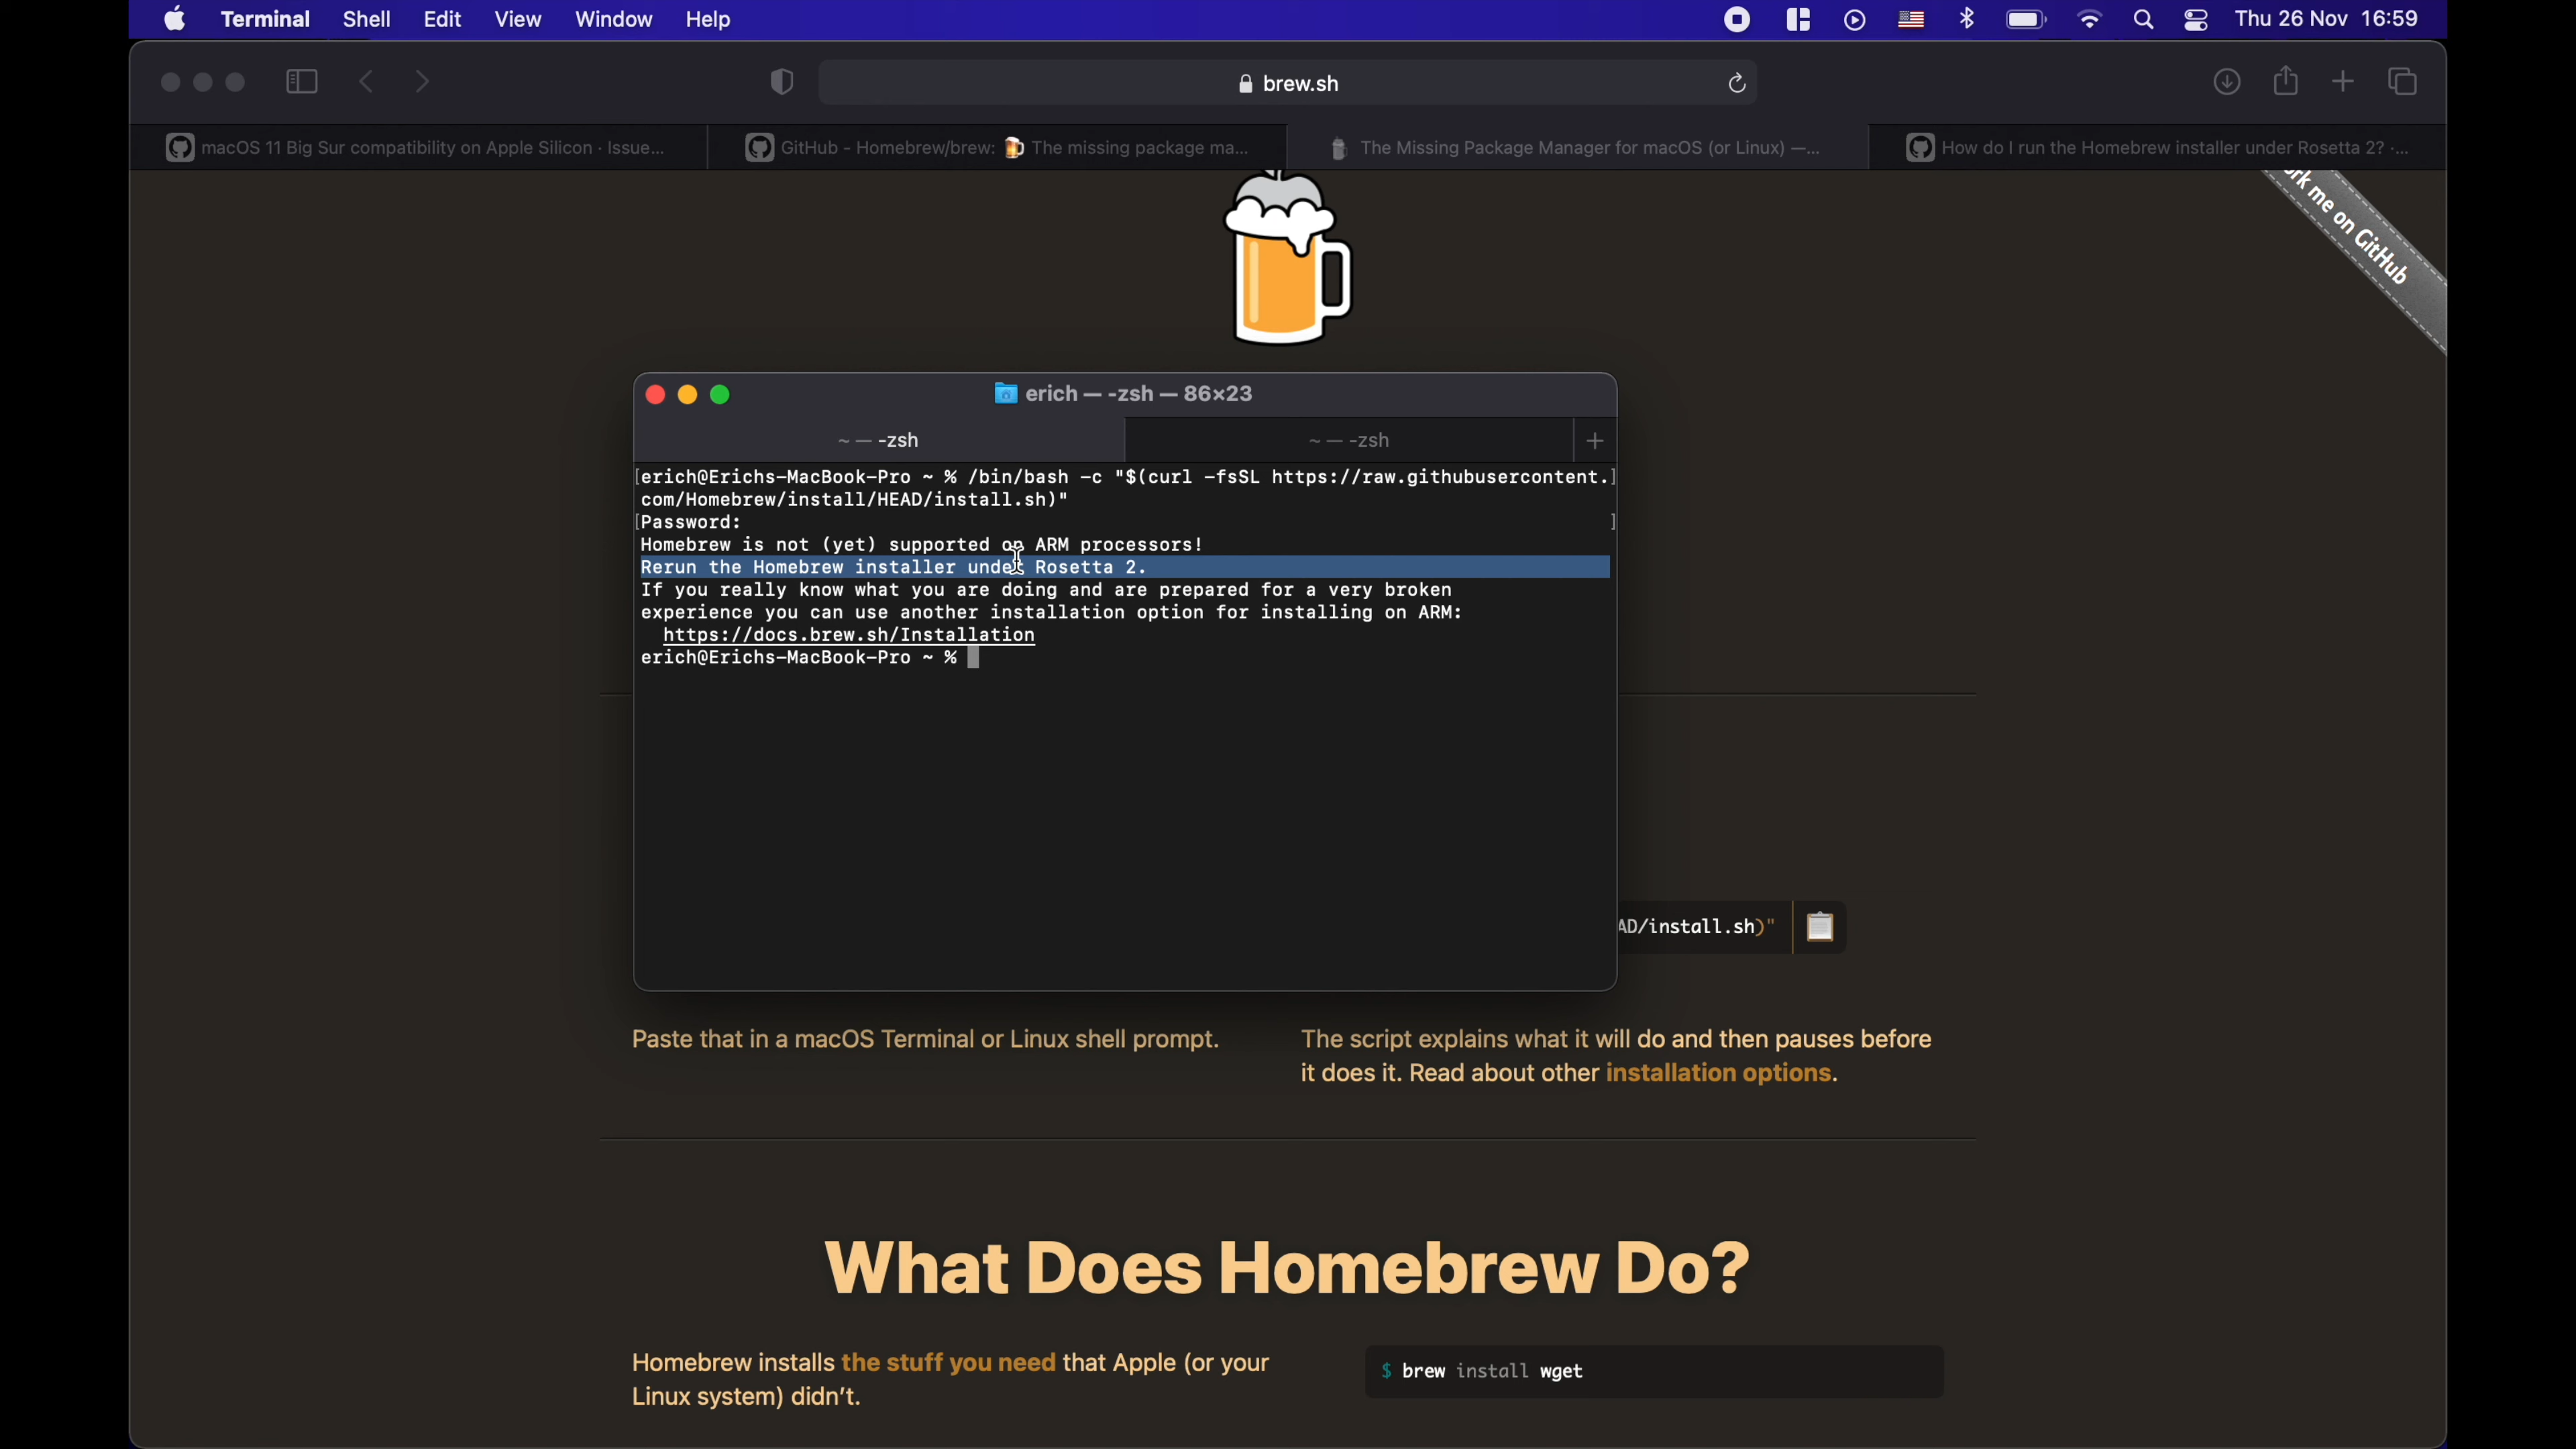 Terminal Shell Edit View Window Help Thu 26 Nov 16:59
brew.sh
macOS 11 Big Sur compatibility on Apple Silicon · Issue...
GitHub - Homebrew/brew: 🍺 The missing package ma...
The Missing Package Manager for macOS (or Linux) —...
How do I run the Homebrew installer under Rosetta 2? ·...
rk me on GitHub
erich — -zsh — 86×23
~ — -zsh
~ — -zsh
erich@Erichs-MacBook-Pro ~ % /bin/bash -c "$(curl -fsSL https://raw.githubusercontent.
com/Homebrew/install/HEAD/install.sh)"
Password:
Homebrew is not (yet) supported on ARM processors!
Rerun the Homebrew installer under Rosetta 2.
If you really know what you are doing and are prepared for a very broken
experience you can use another installation option for installing on ARM:
https://docs.brew.sh/Installation
erich@Erichs-MacBook-Pro ~ %
AD/install.sh)"
Paste that in a macOS Terminal or Linux shell prompt.
The script explains what it will do and then pauses before
it does it. Read about other installation options.
What Does Homebrew Do?
Homebrew installs the stuff you need that Apple (or your
Linux system) didn't.
$ brew install wget